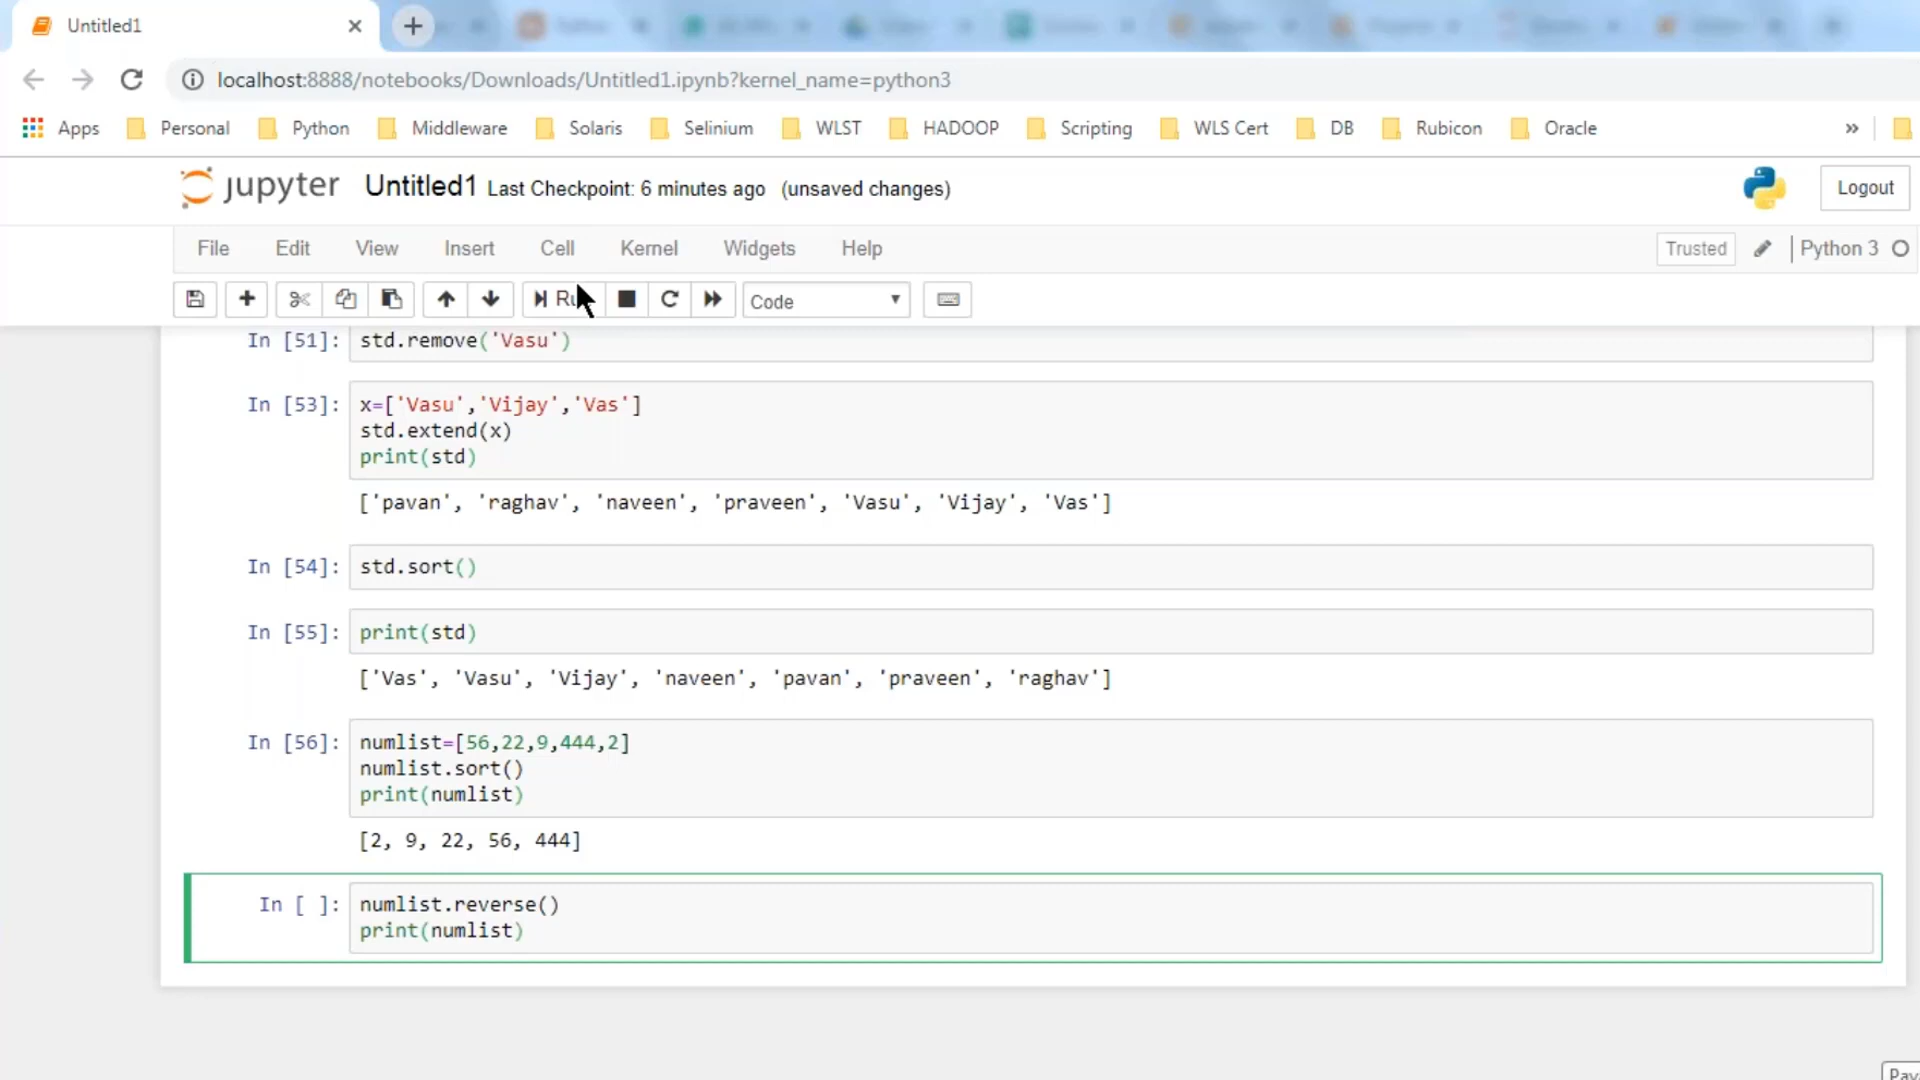 Untitled1
localhost:8888/notebooks/Downloads/Untitled1.ipynb?kernel_name=python3
Apps Personal Python Middleware Solaris Selinium WLST HADOOP Scripting WLS Cert DB Rubicon Oracle »
jupyter Untitled1 Last Checkpoint: 6 minutes ago (unsaved changes) Logout
File Edit View Insert Cell Kernel Widgets Help Trusted Python 3
Code
In [51]: std.remove('Vasu')
In [53]: x=['Vasu','Vijay','Vas']
std.extend(x)
print(std)
['pavan', 'raghav', 'naveen', 'praveen', 'Vasu', 'Vijay', 'Vas']
In [54]: std.sort()
In [55]: print(std)
['Vas', 'Vasu', 'Vijay', 'naveen', 'pavan', 'praveen', 'raghav']
In [56]: numlist=[56,22,9,444,2]
numlist.sort()
print(numlist)
[2, 9, 22, 56, 444]
In [ ]: numlist.reverse()
print(numlist)